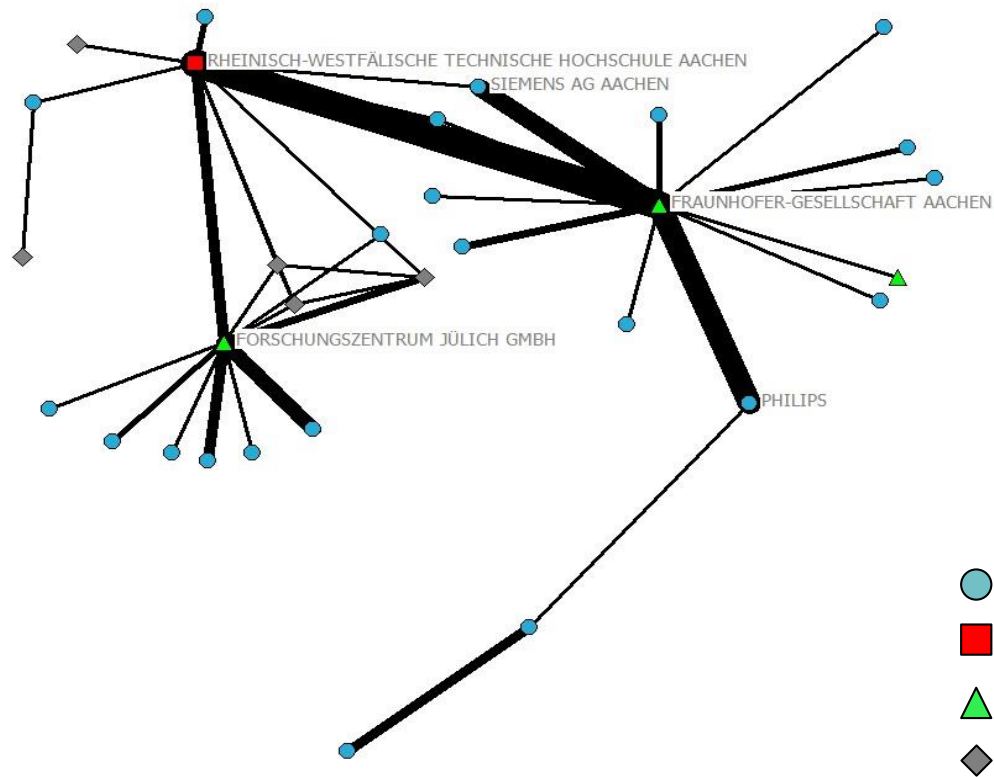 RHEINISCH-WESTFÄLISCHE TECHNISCHE HOCHSCHULE AACHEN
SIEMENS AG AACHEN
FRAUNHOFER-GESELLSCHAFT AACHEN
FORSCHUNGSZENTRUM JÜLICH GMBH
PHILIPS